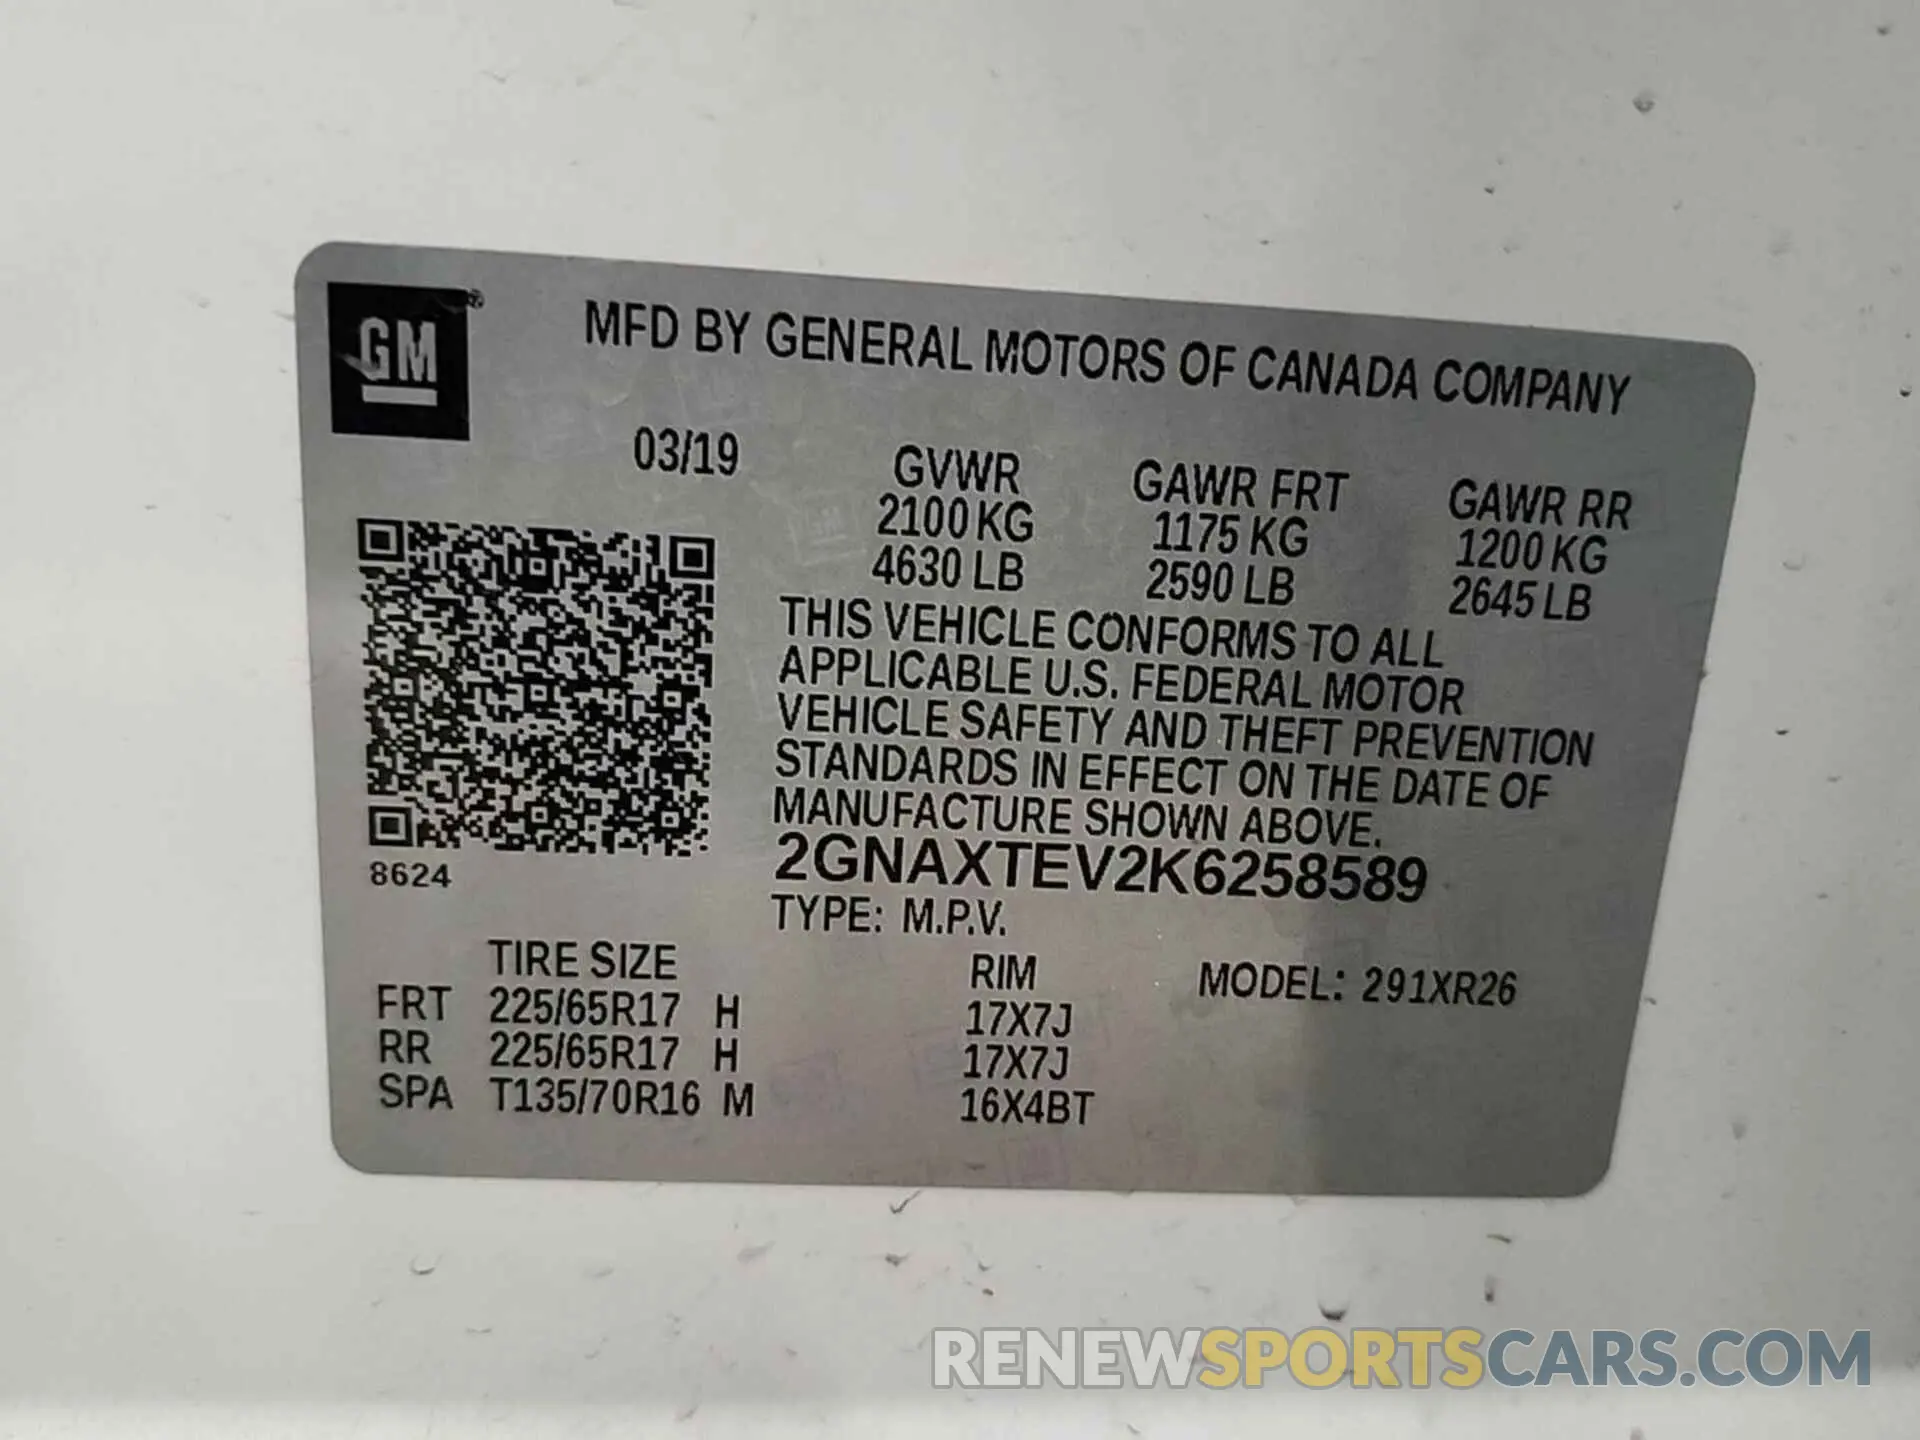 GM®
MFD BY GENERAL MOTORS OF CANADA COMPANY
03/19 GVWR GAWR FRT GAWR RR
2100 KG 1175 KG 1200 KG
4630 LB 2590 LB 2645 LB
THIS VEHICLE CONFORMS TO ALL
APPLICABLE U.S. FEDERAL MOTOR
VEHICLE SAFETY AND THEFT PREVENTION
STANDARDS IN EFFECT ON THE DATE OF
MANUFACTURE SHOWN ABOVE.
8624 2GNAXTEV2K6258589
TYPE: M.P.V.
TIRE SIZE RIM MODEL: 291XR26
FRT 225/65R17 H 17X7J
RR 225/65R17 H 17X7J
SPA T135/70R16 M 16X4BT
RENEWSPORTSCARS.COM